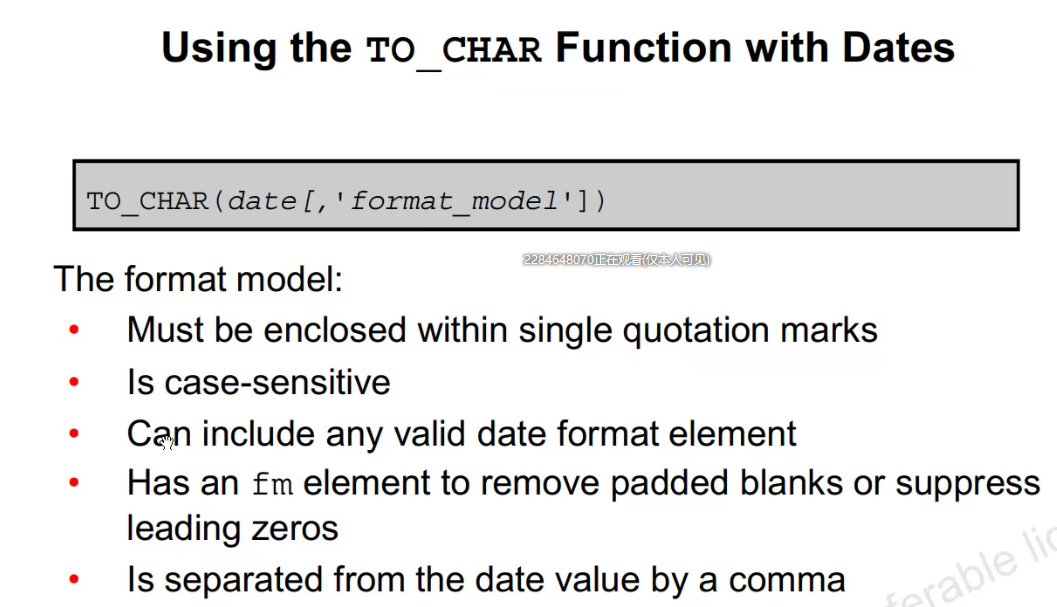 Using the TO_CHAR Function with Dates
TO_CHAR(date[,'format_model'])
2284648070正在观看(仅本人可见)
The format model:
• Must be enclosed within single quotation marks
• Is case-sensitive
• Can include any valid date format element
• Has an fm element to remove padded blanks or suppress
leading zeros
• Is separated from the date value by a comma
ferable lic